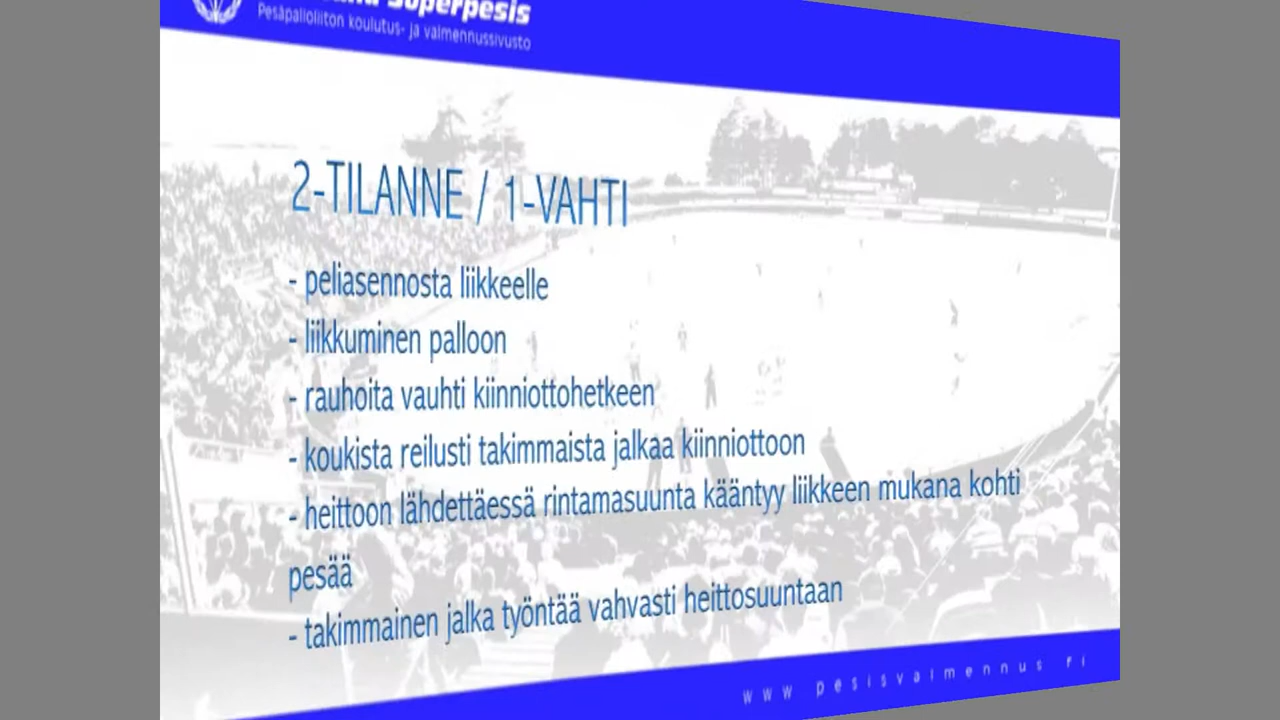 Superpesis
Pesäpalloliiton koulutus- ja valmennussivusto
2-TILANNE / 1-VAHTI
- peliasennosta liikkeelle
- liikkuminen palloon
- rauhoita vauhti kiinniottohetkeen
- koukista reilusti takimmaista jalkaa kiinniottoon
- heittoon lähdettäessä rintamasuunta kääntyy liikkeen mukana kohti
pesää
- takimmainen jalka työntää vahvasti heittosuuntaan
www pesisvalmennus fi